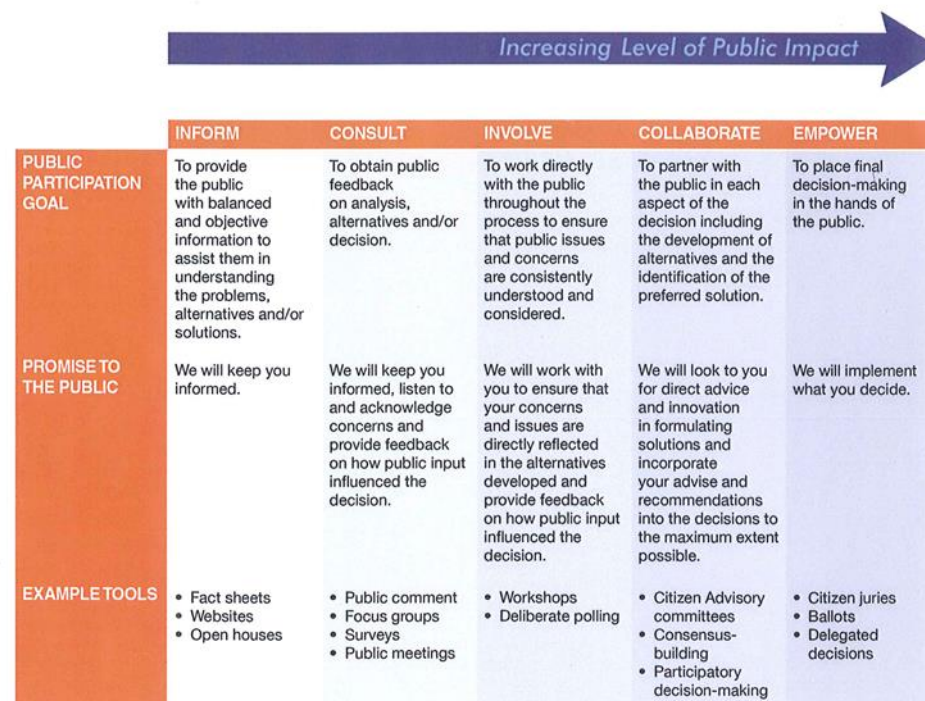 Increasing Level of Public Impact
INFORM
CONSULT
INVOLVE
COLLABORATE
EMPOWER
PUBLIC
PARTICIPATION
GOAL
To provide
the public
with balanced
and objective
information to
assist them in
understanding
the problems,
alternatives and/or
solutions.
To obtain public
feedback
on analysis,
alternatives and/or
decision.
To work directly
with the public
throughout the
process to ensure
that public issues
and concerns
are consistently
understood and
considered.
To partner with
the public in each
aspect of the
decision including
the development of
alternatives and the
identification of the
preferred solution.
To place final
decision-making
in the hands of
the public.
PROMISE TO
THE PUBLIC
We will keep you
informed.
We will keep you
informed, listen to
and acknowledge
concerns and
provide feedback
on how public input
influenced the
decision.
We will work with
you to ensure that
your concerns
and issues are
directly reflected
in the alternatives
developed and
provide feedback
on how public input
influenced the
decision.
We will look to you
for direct advice
and innovation
in formulating
solutions and
incorporate
your advise and
recommendations
into the decisions to
the maximum extent
possible.
We will implement
what you decide.
EXAMPLE TOOLS
• Fact sheets
• Websites
• Open houses
• Public comment
• Focus groups
• Surveys
• Public meetings
• Workshops
• Deliberate polling
• Citizen Advisory
committees
• Consensus-
building
• Participatory
decision-making
• Citizen juries
• Ballots
• Delegated
decisions